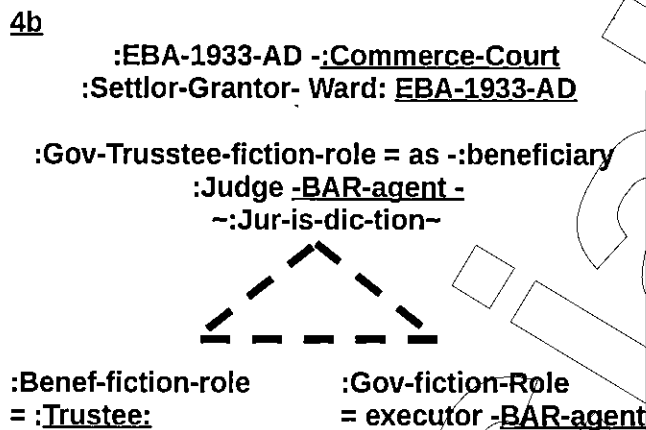 4b
:EBA-1933-AD -:Commerce-Court
:Settlor-Grantor- Ward: EBA-1933-AD
:Gov-Trusstee-fiction-role = as -:beneficiary
:Judge -BAR-agent -
~:Jur-is-dic-tion~
:Benef-fiction-role
= :Trustee:
:Gov-fiction-Role
= executor -BAR-agent